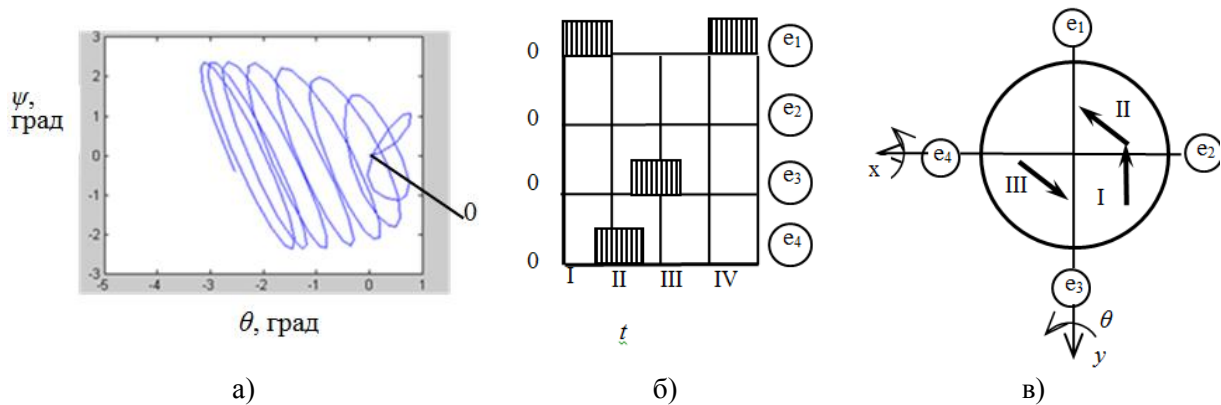 3
2
1
0
-1
-2
-3
ψ,
град
-5 -4 -3 -2 -1 0 1
0
θ, град
а)
0 e1
0 e2
0 e3
0 e4
I II III IV
t
б)
e1
II
e4 e2
x
III I
e3
θ
y
в)